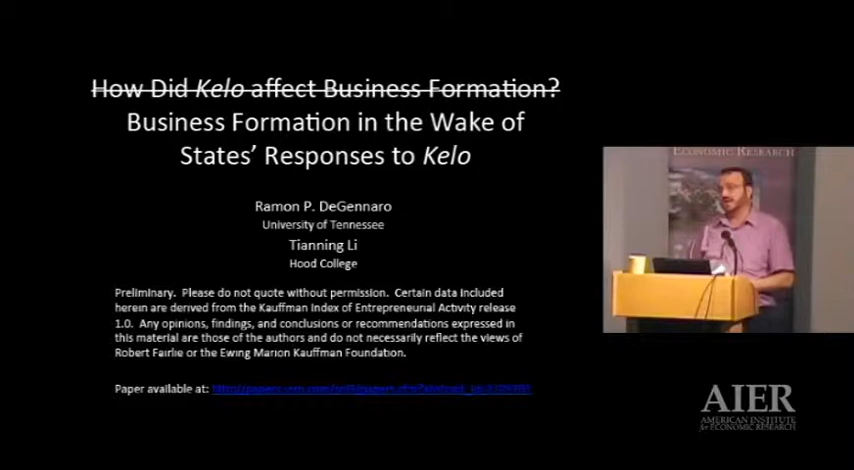 How Did Kelo affect Business Formation?
Business Formation in the Wake of
States' Responses to Kelo
Ramon P. DeGennaro
University of Tennessee
Tianning Li
Hood College
Preliminary. Please do not quote without permission. Certain data included
herein are derived from the Kauffman Index of Entrepreneurial Activity release
1.0. Any opinions, findings, and conclusions or recommendations expressed in
this material are those of the authors and do not necessarily reflect the views of
Robert Fairlie or the Ewing Marion Kauffman Foundation.
Paper available at:
ECONOMIC RESEARCH
AIER
AMERICAN INSTITUTE
for ECONOMIC RESEARCH